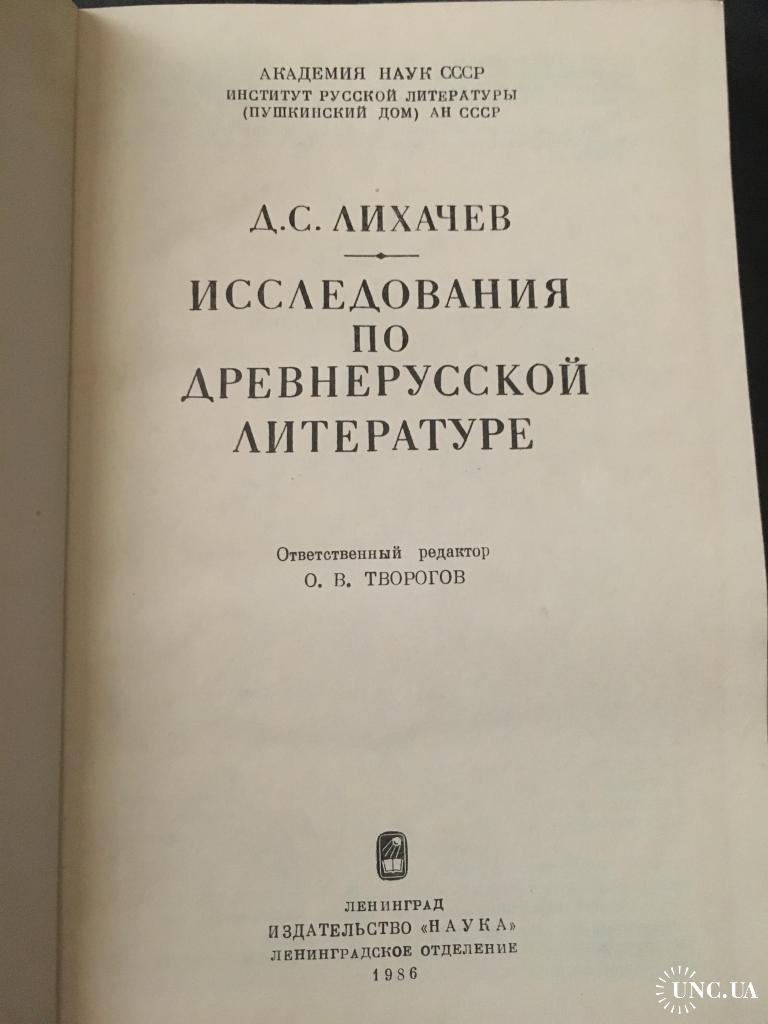 АКАДЕМИЯ НАУК СССР
ИНСТИТУТ РУССКОЙ ЛИТЕРАТУРЫ
(ПУШКИНСКИЙ ДОМ) АН СССР
Д.С. ЛИХАЧЕВ
ИССЛЕДОВАНИЯ
ПО
ДРЕВНЕРУССКОЙ
ЛИТЕРАТУРЕ
Ответственный редактор
О. В. ТВОРОГОВ
ЛЕНИНГРАД
ИЗДАТЕЛЬСТВО «НАУКА»
ЛЕНИНГРАДСКОЕ ОТДЕЛЕНИЕ
1986
UNC.UA